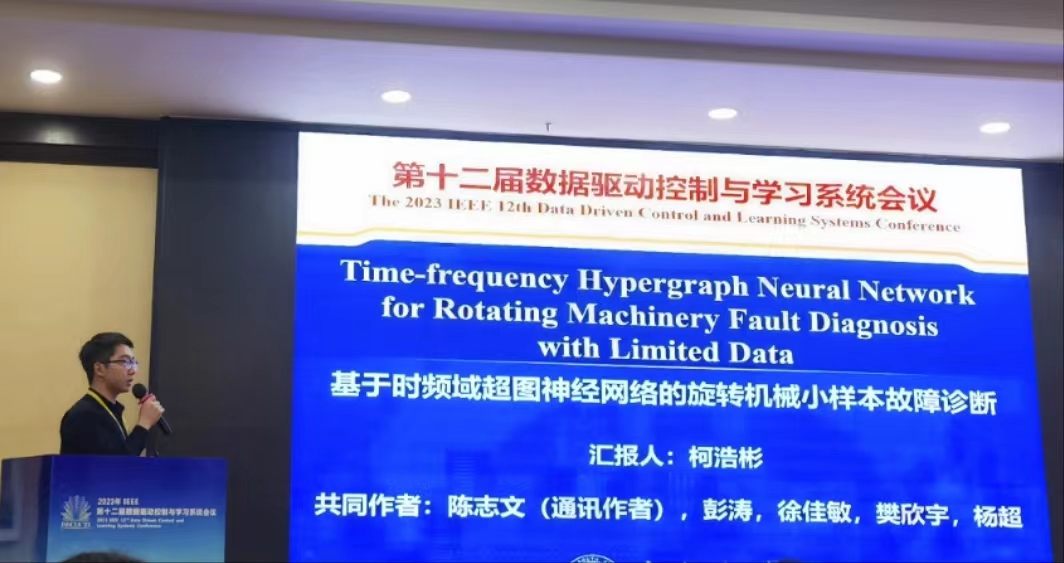 第十二届数据驱动控制与学习系统会议
The 2023 IEEE 12th Data Driven Control and Learning Systems Conference
Time-frequency Hypergraph Neural Network
for Rotating Machinery Fault Diagnosis
with Limited Data
基于时频域超图神经网络的旋转机械小样本故障诊断
汇报人：柯浩彬
共同作者：陈志文（通讯作者），彭涛，徐佳敏，樊欣宇，杨超
2023年 IEEE
第十二届数据驱动控制与学习系统会议
2023 IEEE 12th Data Driven Control and
Learning Systems Conference
DDCLS'23